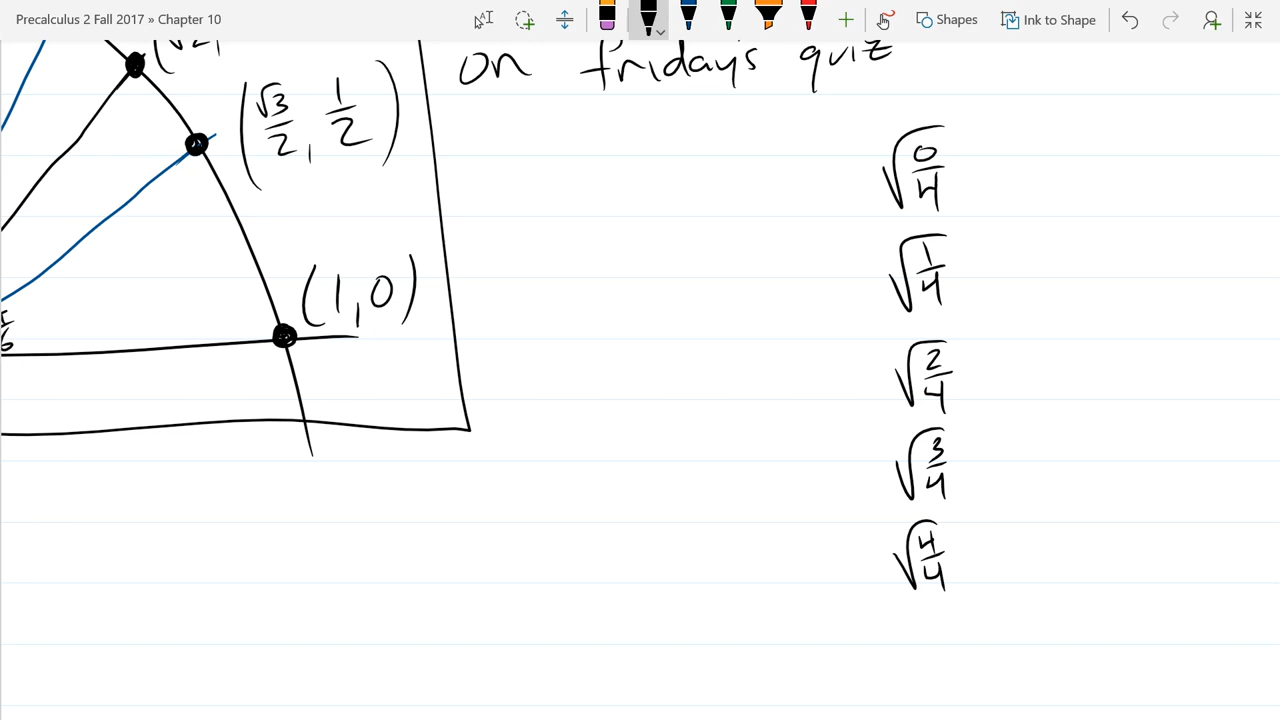 Precalculus 2 Fall 2017 » Chapter 10
Shapes
Ink to Shape
on fridays quiz
(√3/2, 1/2)
(1,0)
√0/4
√1/4
√2/4
√3/4
√4/4